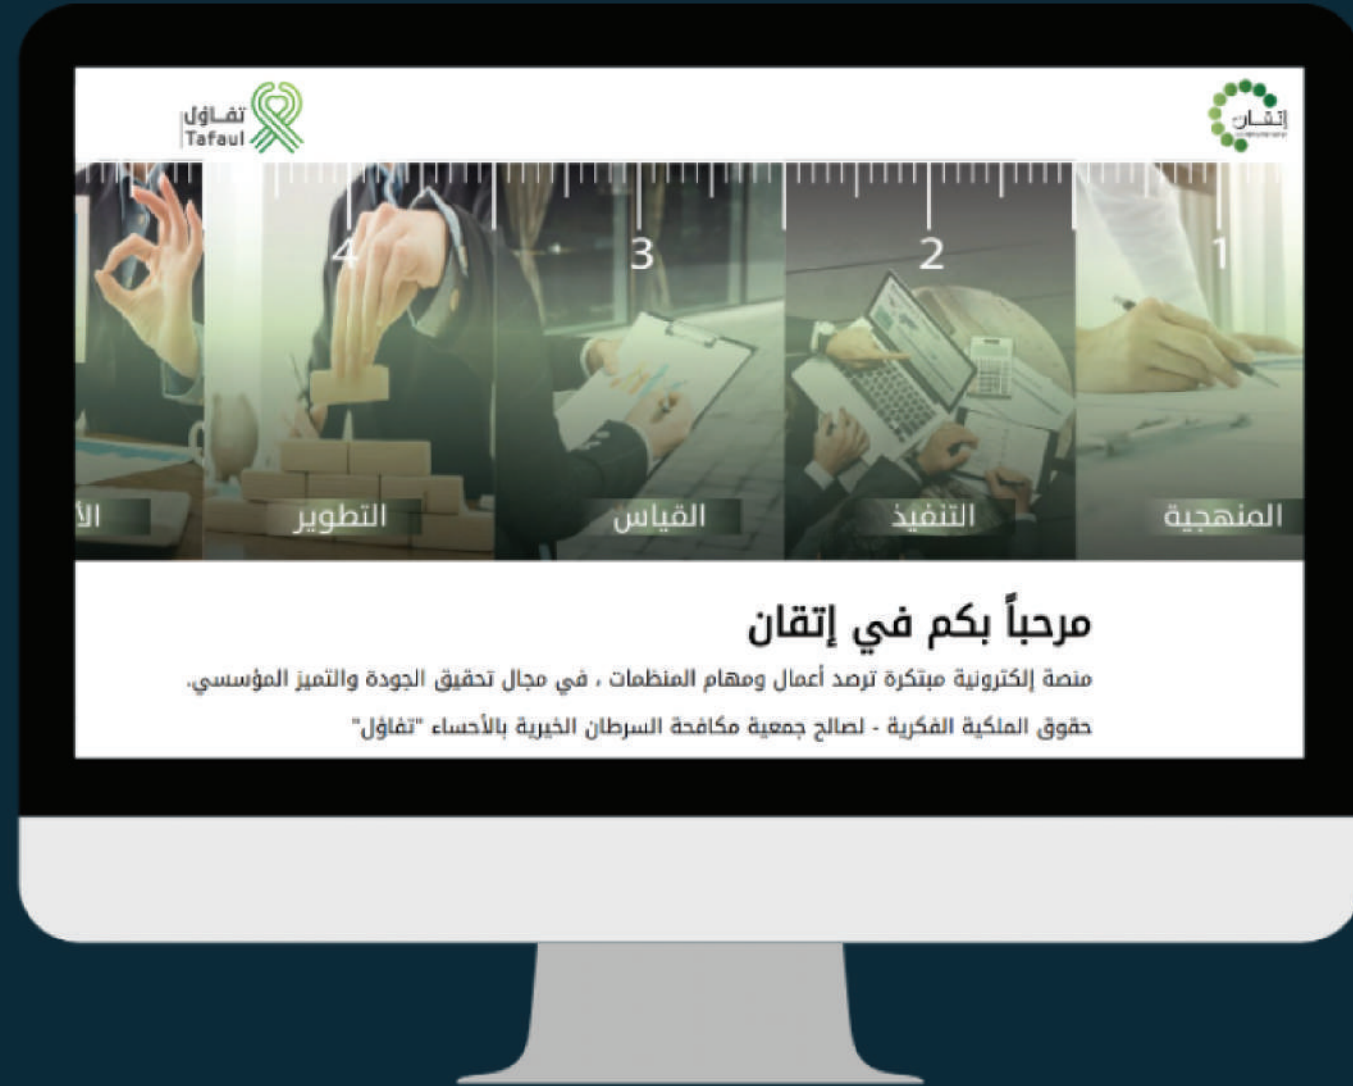 إتقان
تفاؤل
Tafaul
1
2
3
4
المنهجية
التنفيذ
القياس
التطوير
مرحباً بكم في إتقان
منصة إلكترونية مبتكرة ترصد أعمال ومهام المنظمات ، في مجال تحقيق الجودة والتميز المؤسسي.
حقوق الملكية الفكرية - لصالح جمعية مكافحة السرطان الخيرية بالأحساء "تفاؤل"